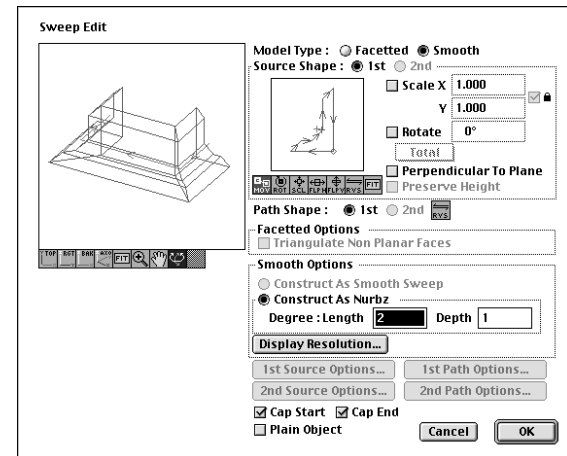 Sweep Edit
Model Type : Facetted Smooth
Source Shape : 1st 2nd
Scale X 1.000
Y 1.000
Rotate 0°
Total
Perpendicular To Plane
Preserve Height
MOV ROT SCL FLPH FLPV RVS FIT
Path Shape : 1st 2nd RVS
Facetted Options
Triangulate Non Planar Faces
TOP RGT BAK AXO FIT
Smooth Options
Construct As Smooth Sweep
Construct As Nurbz
Degree : Length 2 Depth 1
Display Resolution...
1st Source Options... 1st Path Options...
2nd Source Options... 2nd Path Options...
Cap Start Cap End
Plain Object
Cancel OK